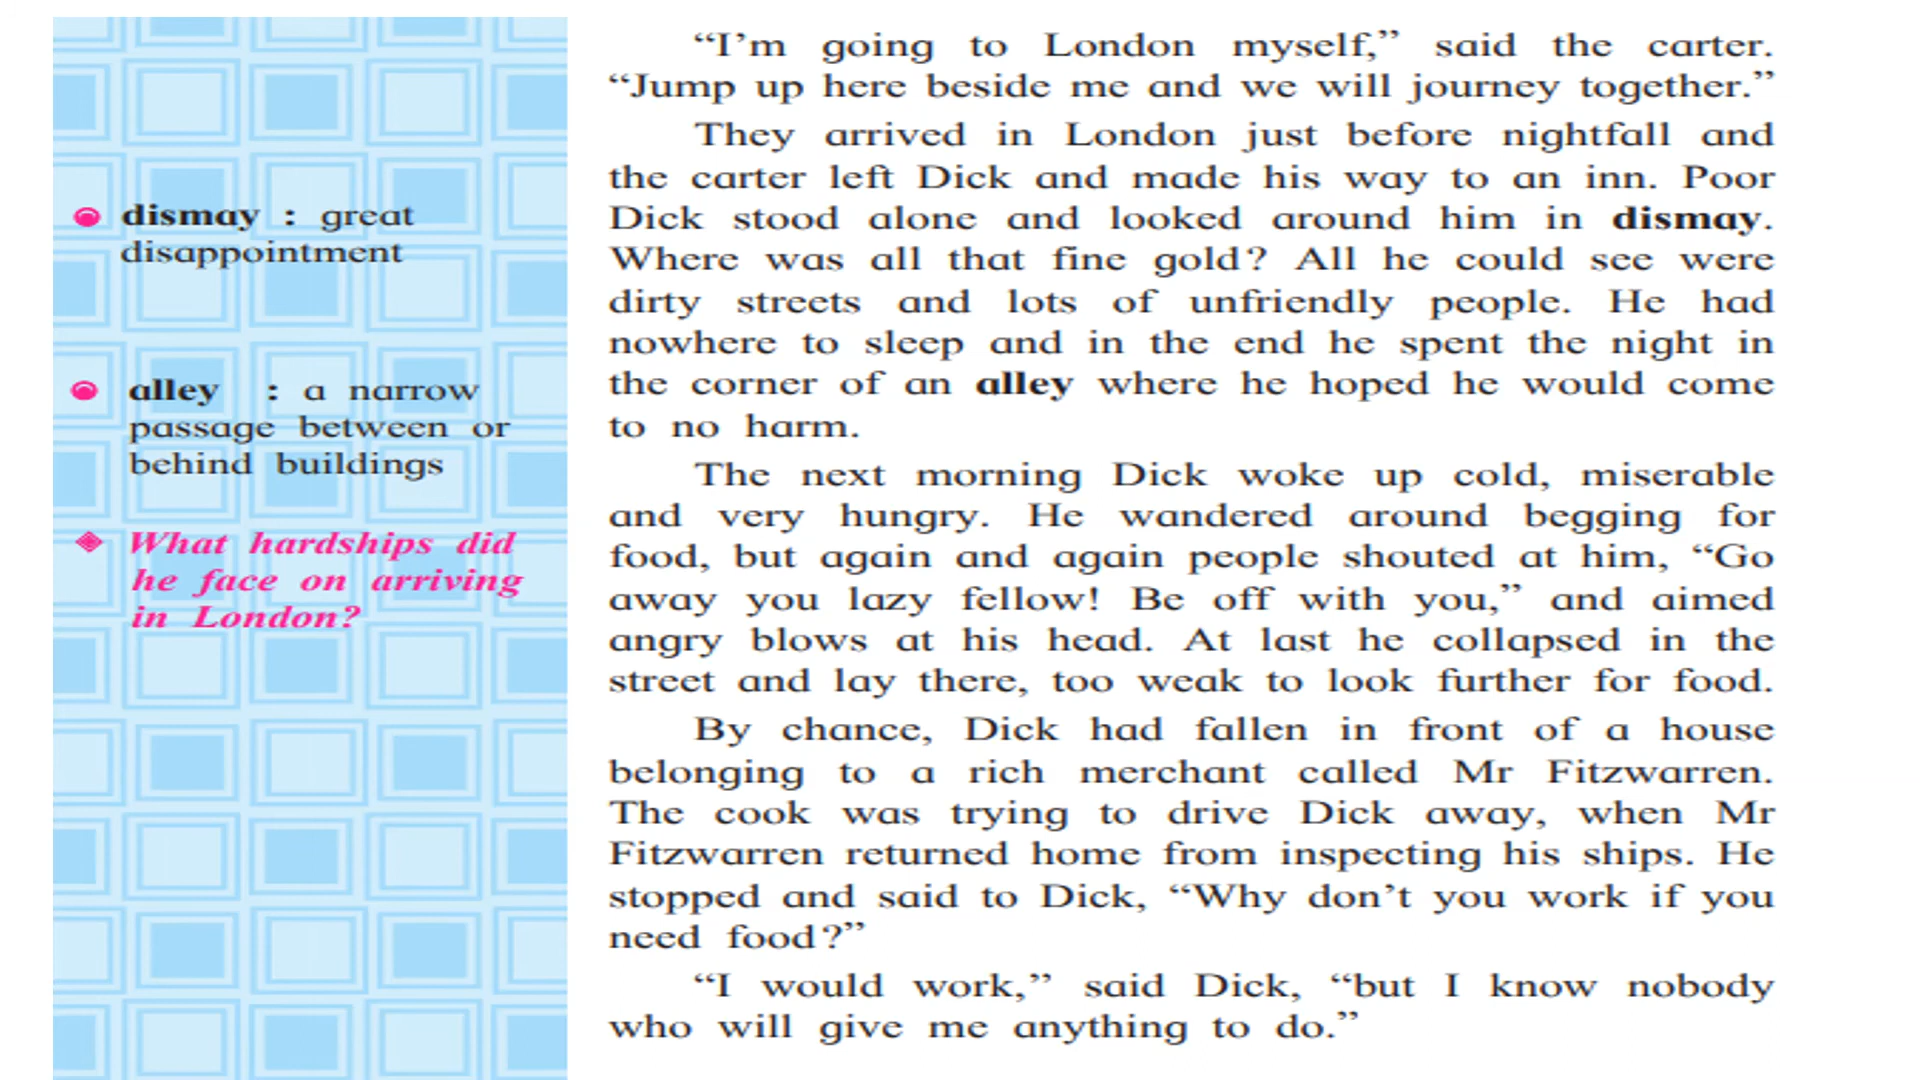 dismay : great
disappointment
alley : a narrow
passage between or
behind buildings
What hardships did
he face on arriving
in London?
“I’m going to London myself,” said the carter.
“Jump up here beside me and we will journey together.”
They arrived in London just before nightfall and
the carter left Dick and made his way to an inn. Poor
Dick stood alone and looked around him in dismay.
Where was all that fine gold? All he could see were
dirty streets and lots of unfriendly people. He had
nowhere to sleep and in the end he spent the night in
the corner of an alley where he hoped he would come
to no harm.
The next morning Dick woke up cold, miserable
and very hungry. He wandered around begging for
food, but again and again people shouted at him, “Go
away you lazy fellow! Be off with you,” and aimed
angry blows at his head. At last he collapsed in the
street and lay there, too weak to look further for food.
By chance, Dick had fallen in front of a house
belonging to a rich merchant called Mr Fitzwarren.
The cook was trying to drive Dick away, when Mr
Fitzwarren returned home from inspecting his ships. He
stopped and said to Dick, “Why don’t you work if you
need food?”
“I would work,” said Dick, “but I know nobody
who will give me anything to do.”